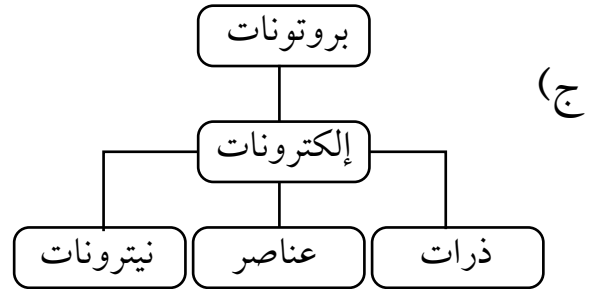 بروتونات
ج)
إلكترونات
ذرات
عناصر
نيترونات